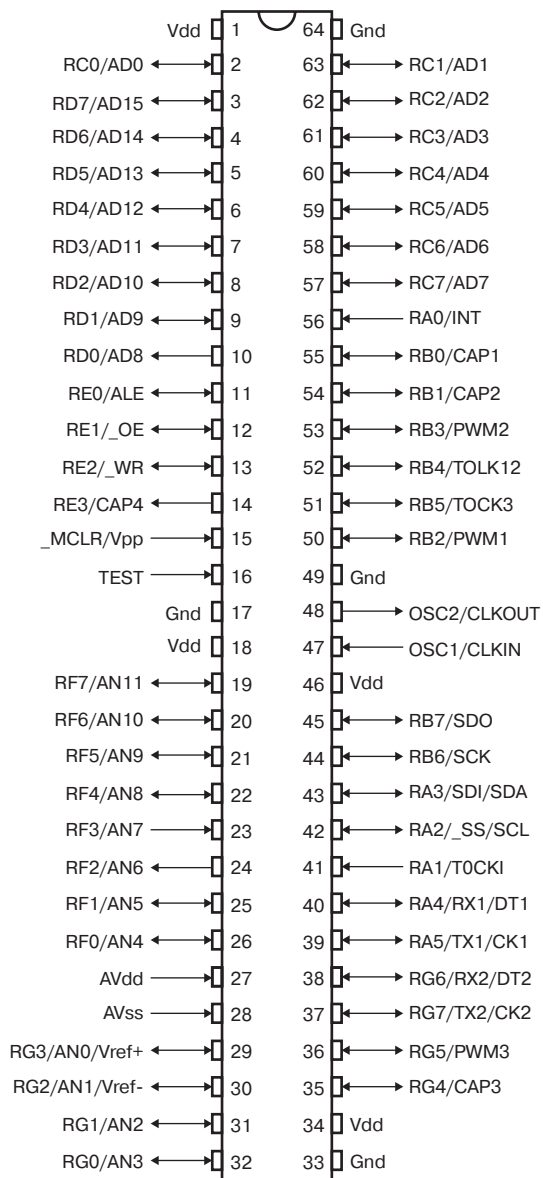 Vdd 1 64 Gnd
RC0/AD0 2 63 RC1/AD1
RD7/AD15 3 62 RC2/AD2
RD6/AD14 4 61 RC3/AD3
RD5/AD13 5 60 RC4/AD4
RD4/AD12 6 59 RC5/AD5
RD3/AD11 7 58 RC6/AD6
RD2/AD10 8 57 RC7/AD7
RD1/AD9 9 56 RA0/INT
RD0/AD8 10 55 RB0/CAP1
RE0/ALE 11 54 RB1/CAP2
RE1/_OE 12 53 RB3/PWM2
RE2/_WR 13 52 RB4/TOLK12
RE3/CAP4 14 51 RB5/TOCK3
_MCLR/Vpp 15 50 RB2/PWM1
TEST 16 49 Gnd
Gnd 17 48 OSC2/CLKOUT
Vdd 18 47 OSC1/CLKIN
RF7/AN11 19 46 Vdd
RF6/AN10 20 45 RB7/SDO
RF5/AN9 21 44 RB6/SCK
RF4/AN8 22 43 RA3/SDI/SDA
RF3/AN7 23 42 RA2/_SS/SCL
RF2/AN6 24 41 RA1/T0CKI
RF1/AN5 25 40 RA4/RX1/DT1
RF0/AN4 26 39 RA5/TX1/CK1
AVdd 27 38 RG6/RX2/DT2
AVss 28 37 RG7/TX2/CK2
RG3/AN0/Vref+ 29 36 RG5/PWM3
RG2/AN1/Vref- 30 35 RG4/CAP3
RG1/AN2 31 34 Vdd
RG0/AN3 32 33 Gnd